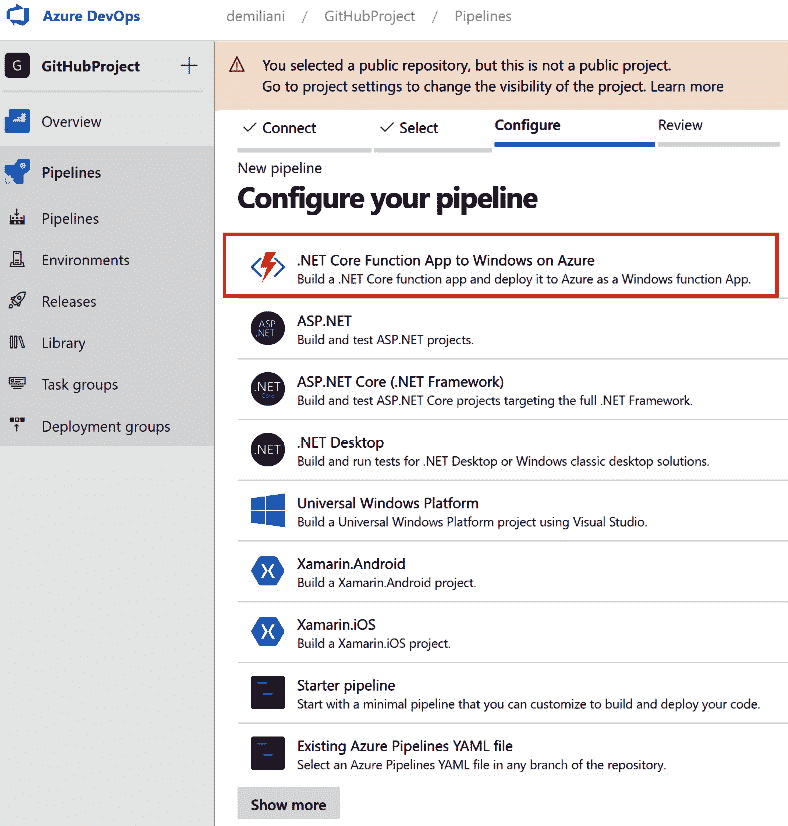 Azure DevOps
demiliani / GitHubProject / Pipelines
G GitHubProject +
Overview
Pipelines
Pipelines
Environments
Releases
Library
Task groups
Deployment groups
You selected a public repository, but this is not a public project.
Go to project settings to change the visibility of the project. Learn more
✓ Connect ✓ Select Configure Review
New pipeline
Configure your pipeline
.NET Core Function App to Windows on Azure
Build a .NET Core function app and deploy it to Azure as a Windows function App.
ASP
.NET
ASP.NET
Build and test ASP.NET projects.
.NET
Core
ASP.NET Core (.NET Framework)
Build and test ASP.NET Core projects targeting the full .NET Framework.
.NET
.NET Desktop
Build and run tests for .NET Desktop or Windows classic desktop solutions.
Universal Windows Platform
Build a Universal Windows Platform project using Visual Studio.
Xamarin.Android
Build a Xamarin.Android project.
Xamarin.iOS
Build a Xamarin.iOS project.
Starter pipeline
Start with a minimal pipeline that you can customize to build and deploy your code.
Existing Azure Pipelines YAML file
Select an Azure Pipelines YAML file in any branch of the repository.
Show more